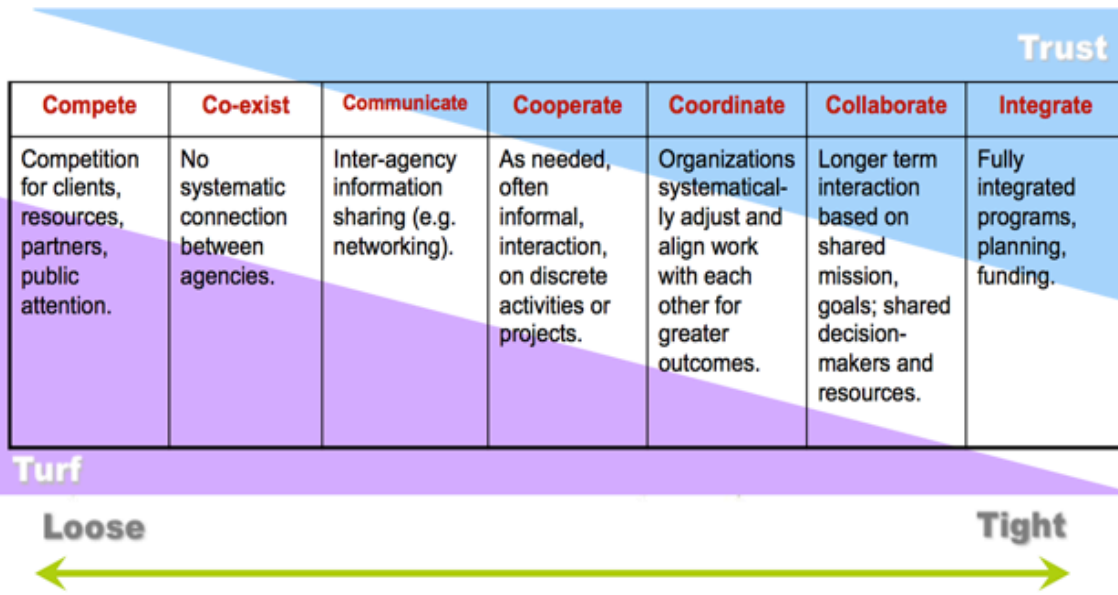 Trust
Compete
Co-exist
Communicate
Cooperate
Coordinate
Collaborate
Integrate
Competition
for clients,
resources,
partners,
public
attention.
No
systematic
connection
between
agencies.
Inter-agency
information
sharing (e.g.
networking).
As needed,
often
informal,
interaction,
on discrete
activities or
projects.
Organizations
systematical-
ly adjust and
align work
with each
other for
greater
outcomes.
Longer term
interaction
based on
shared
mission,
goals; shared
decision-
makers and
resources.
Fully
integrated
programs,
planning,
funding.
Turf
Loose
Tight